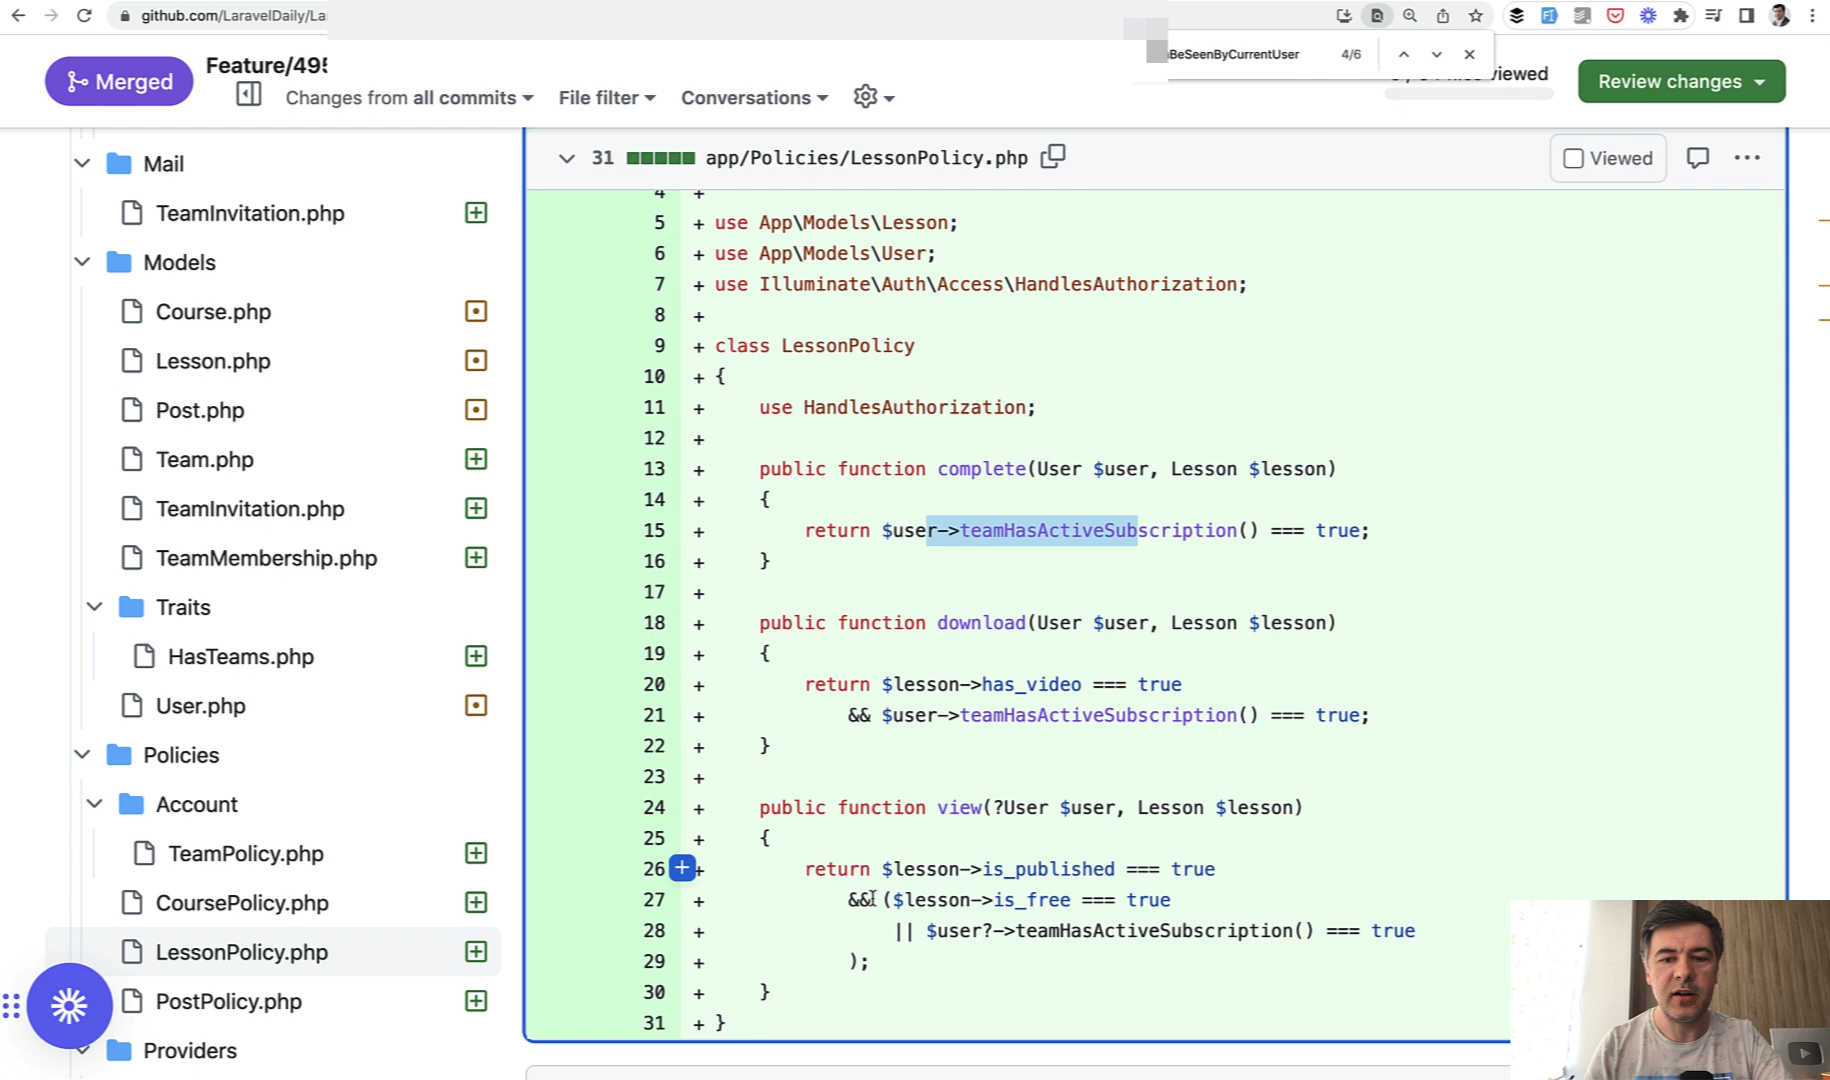 github.com/LaravelDaily/La
BeSeenByCurrentUser 4/6
Merged
Feature/495
Changes from all commits
File filter
Conversations
viewed
Review changes
Mail
TeamInvitation.php
Models
Course.php
Lesson.php
Post.php
Team.php
TeamInvitation.php
TeamMembership.php
Traits
HasTeams.php
User.php
Policies
Account
TeamPolicy.php
CoursePolicy.php
LessonPolicy.php
PostPolicy.php
Providers
31 app/Policies/LessonPolicy.php
Viewed
4 +
5 + use App\Models\Lesson;
6 + use App\Models\User;
7 + use Illuminate\Auth\Access\HandlesAuthorization;
8 +
9 + class LessonPolicy
10 + {
11 + use HandlesAuthorization;
12 +
13 + public function complete(User $user, Lesson $lesson)
14 + {
15 + return $user->teamHasActiveSubscription() === true;
16 + }
17 +
18 + public function download(User $user, Lesson $lesson)
19 + {
20 + return $lesson->has_video === true
21 + && $user->teamHasActiveSubscription() === true;
22 + }
23 +
24 + public function view(?User $user, Lesson $lesson)
25 + {
26 + return $lesson->is_published === true
27 + && ($lesson->is_free === true
28 + || $user?->teamHasActiveSubscription() === true
29 + );
30 + }
31 + }